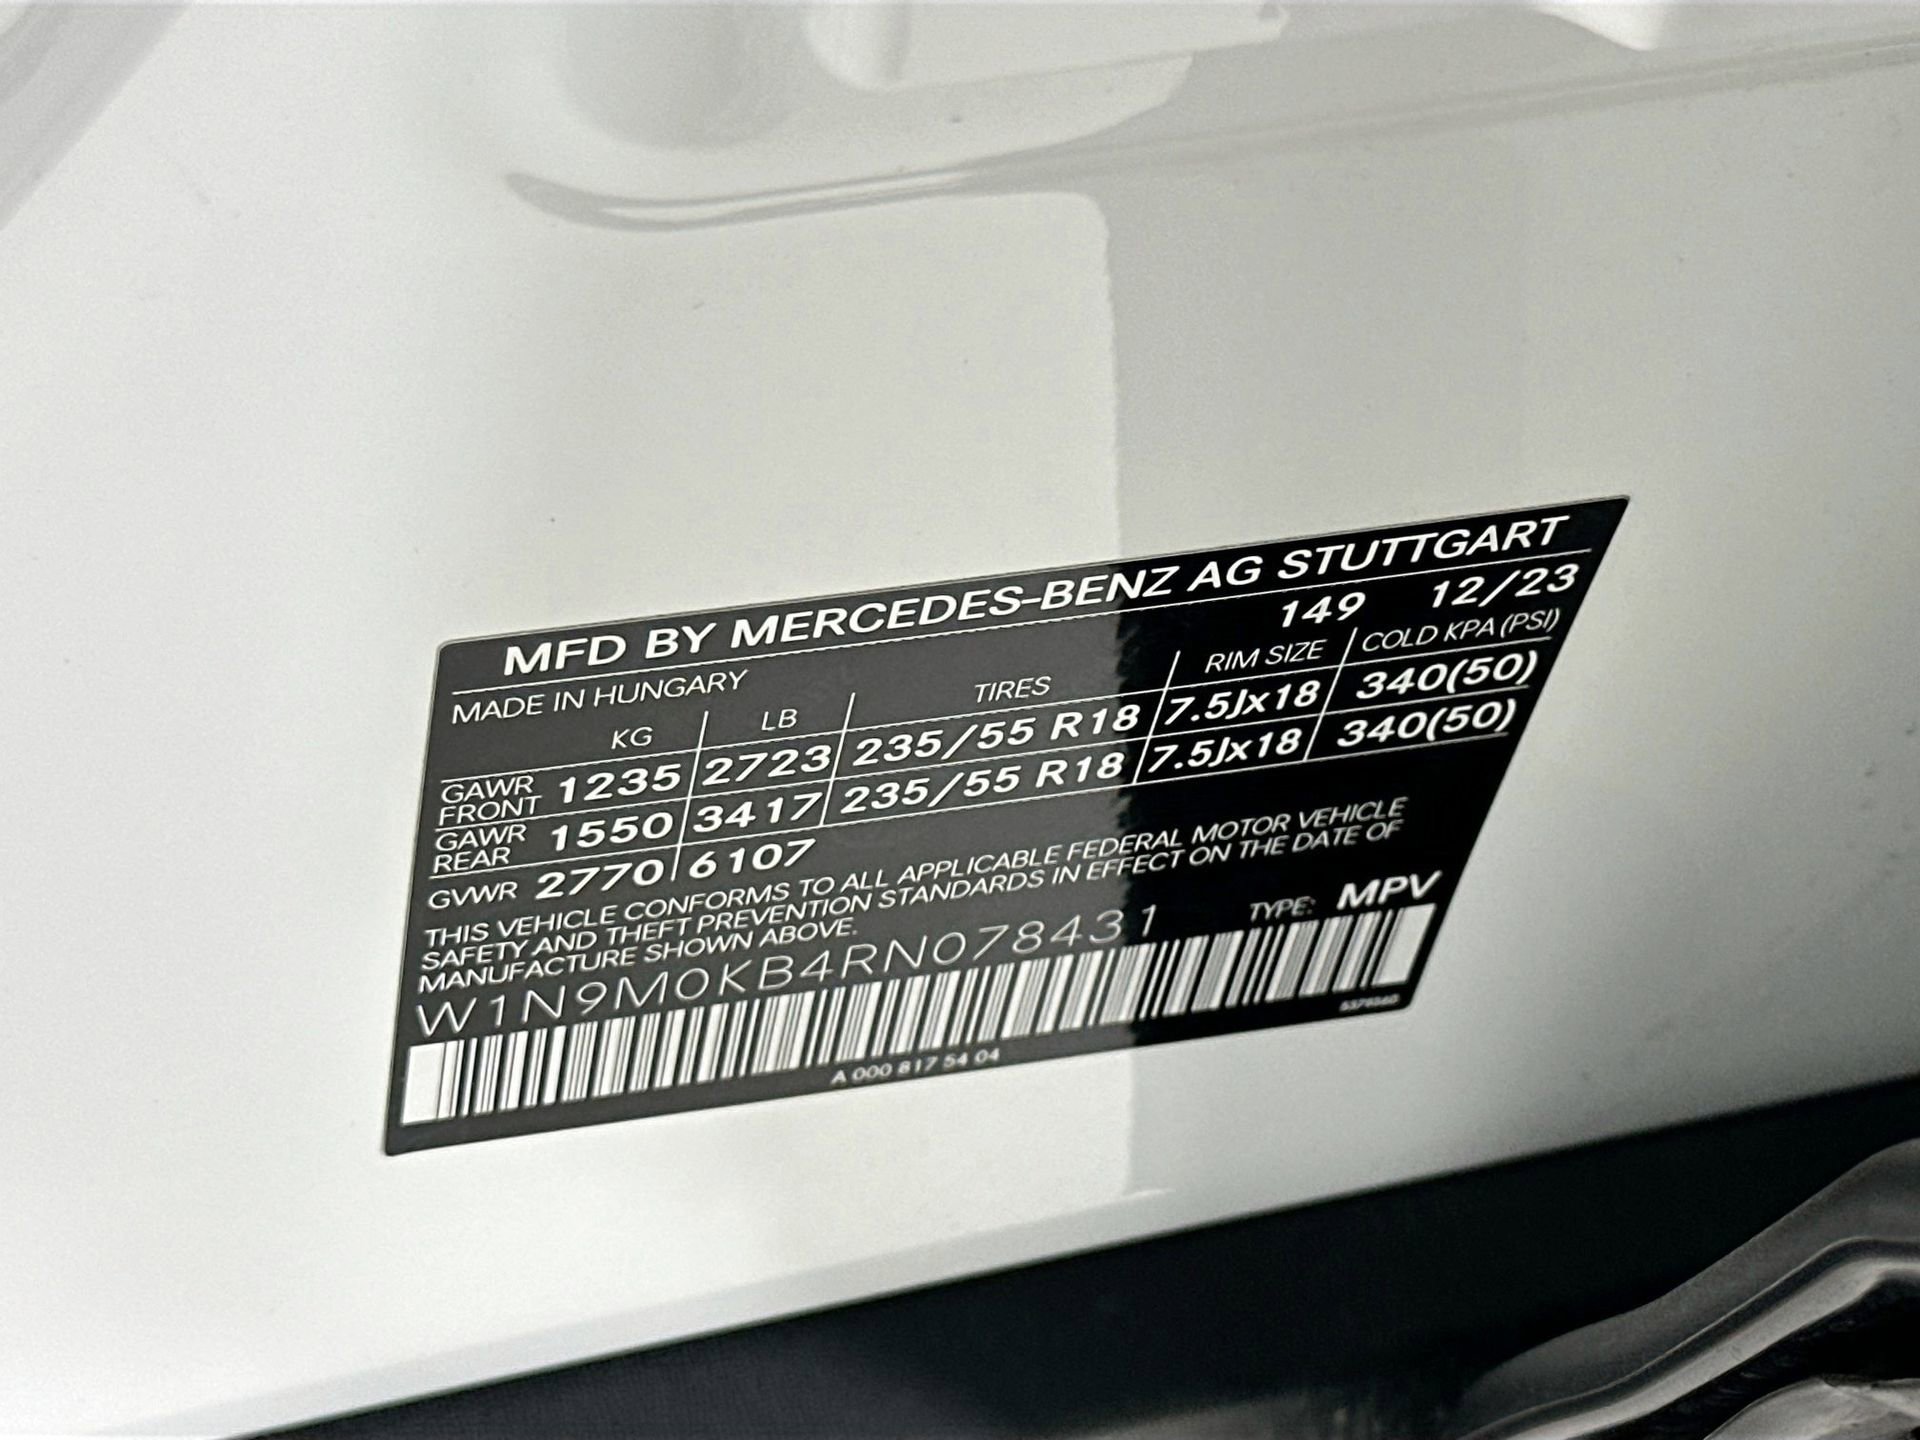 MFD BY MERCEDES-BENZ AG STUTTGART
MADE IN HUNGARY 149 12/23
KG LB TIRES RIM SIZE COLD KPA (PSI)
GAWR FRONT 1235 2723 235/55 R18 7.5Jx18 340(50)
GAWR REAR 1550 3417 235/55 R18 7.5Jx18 340(50)
GVWR 2770 6107
THIS VEHICLE CONFORMS TO ALL APPLICABLE FEDERAL MOTOR VEHICLE
SAFETY AND THEFT PREVENTION STANDARDS IN EFFECT ON THE DATE OF
MANUFACTURE SHOWN ABOVE.
W1N9M0KB4RN078431 TYPE: MPV
A 000 817 54 04